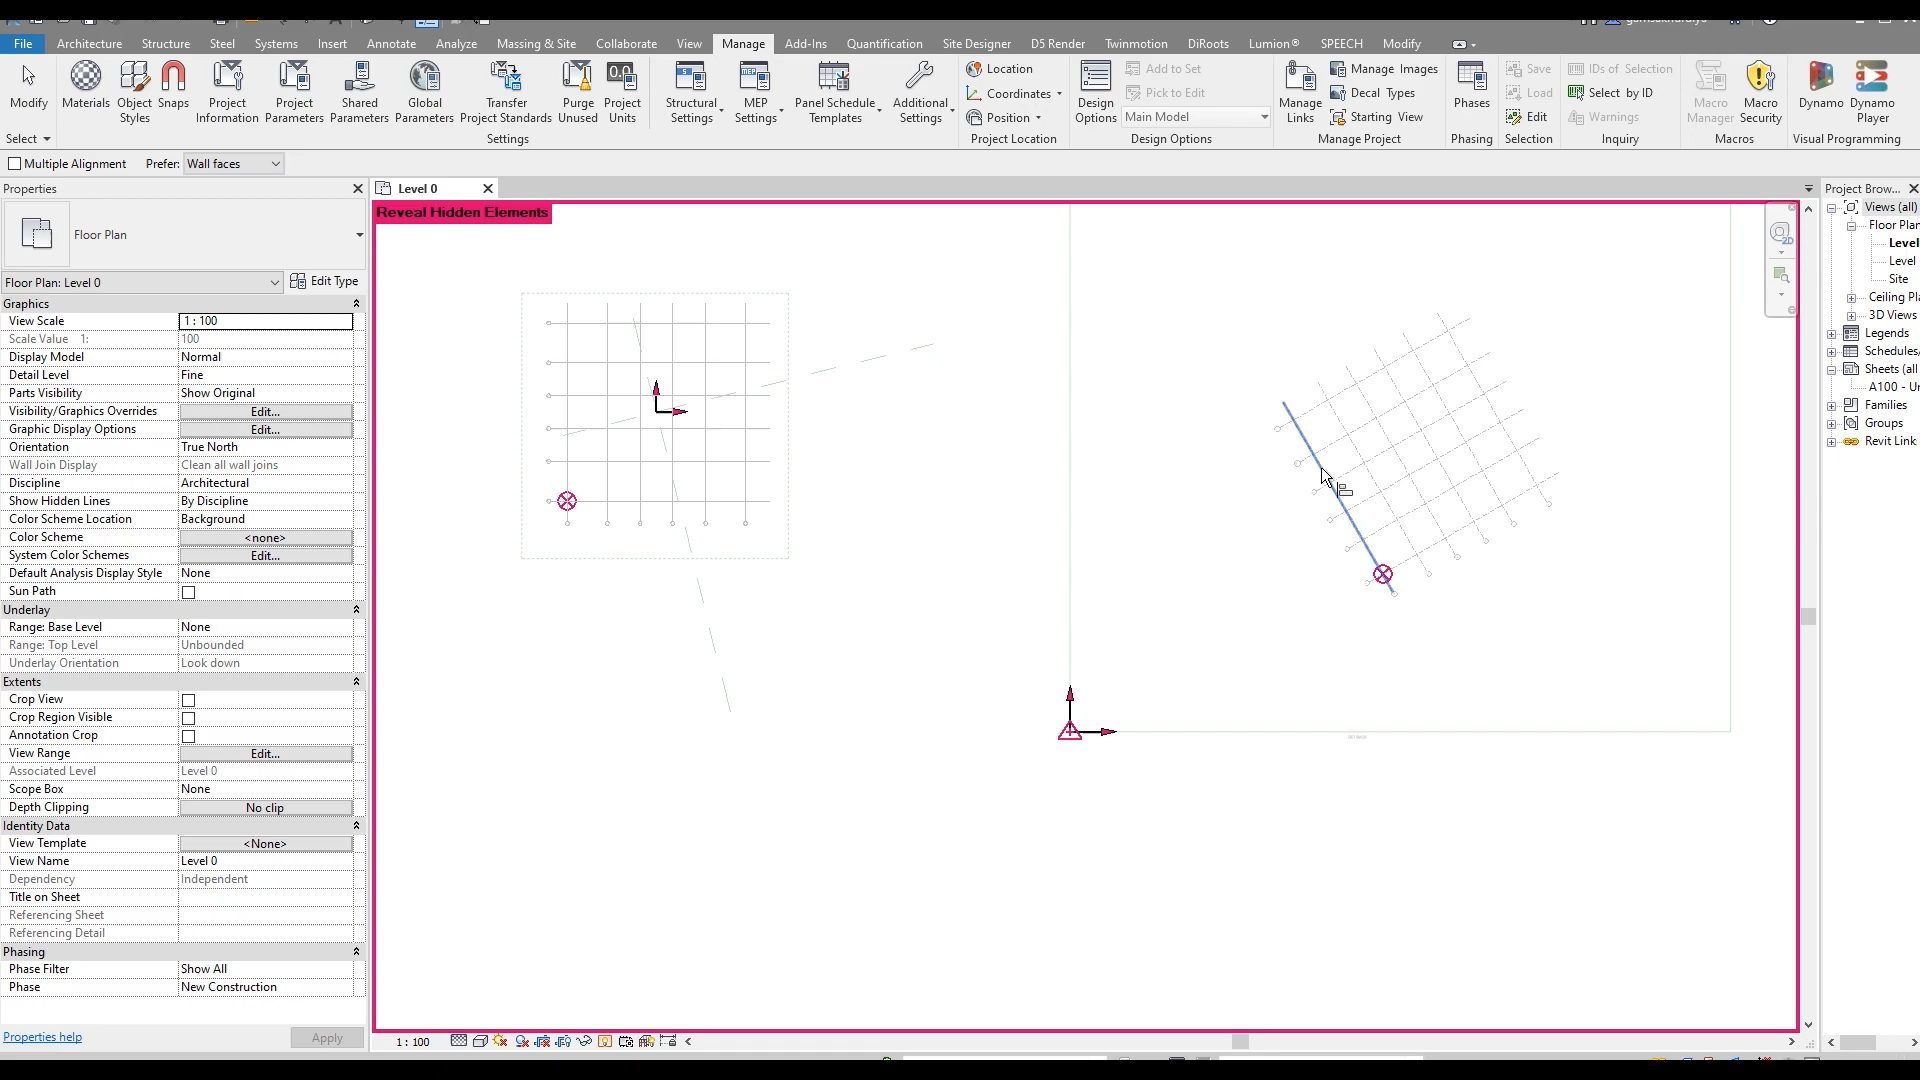 File Architecture Structure Steel Systems Insert Annotate Analyze Massing & Site Collaborate View Manage Add-Ins Quantification Site Designer D5 Render Twinmotion DiRoots Lumion® SPEECH Modify
Modify
Materials
Object Styles
Snaps
Project Information
Project Parameters
Shared Parameters
Global Parameters
Transfer Project Standards
Purge Unused
Project Units
Structural Settings
MEP Settings
Panel Schedule Templates
Additional Settings
Location
Coordinates
Position
Design Options
Add to Set
Pick to Edit
Main Model
Manage Links
Manage Images
Decal Types
Starting View
Phases
Save
Load
Edit
IDs of Selection
Select by ID
Warnings
Macro Manager
Macro Security
Dynamo
Dynamo Player
Select Settings Project Location Design Options Manage Project Phasing Selection Inquiry Macros Visual Programming
Multiple Alignment Prefer: Wall faces
Properties
Floor Plan
Floor Plan: Level 0 Edit Type
Graphics
View Scale 1 : 100
Scale Value 1: 100
Display Model Normal
Detail Level Fine
Parts Visibility Show Original
Visibility/Graphics Overrides Edit...
Graphic Display Options Edit...
Orientation True North
Wall Join Display Clean all wall joins
Discipline Architectural
Show Hidden Lines By Discipline
Color Scheme Location Background
Color Scheme <none>
System Color Schemes Edit...
Default Analysis Display Style None
Sun Path
Underlay
Range: Base Level None
Range: Top Level Unbounded
Underlay Orientation Look down
Extents
Crop View
Crop Region Visible
Annotation Crop
View Range Edit...
Associated Level Level 0
Scope Box None
Depth Clipping No clip
Identity Data
View Template <None>
View Name Level 0
Dependency Independent
Title on Sheet
Referencing Sheet
Referencing Detail
Phasing
Phase Filter Show All
Phase New Construction
Properties help Apply
Level 0
Reveal Hidden Elements
2D
1 : 100
Project Brow...
Views (all)
Floor Plan
Level
Level
Site
Ceiling Pla
3D Views
Legends
Schedules/
Sheets (all
A100 - Un
Families
Groups
Revit Link